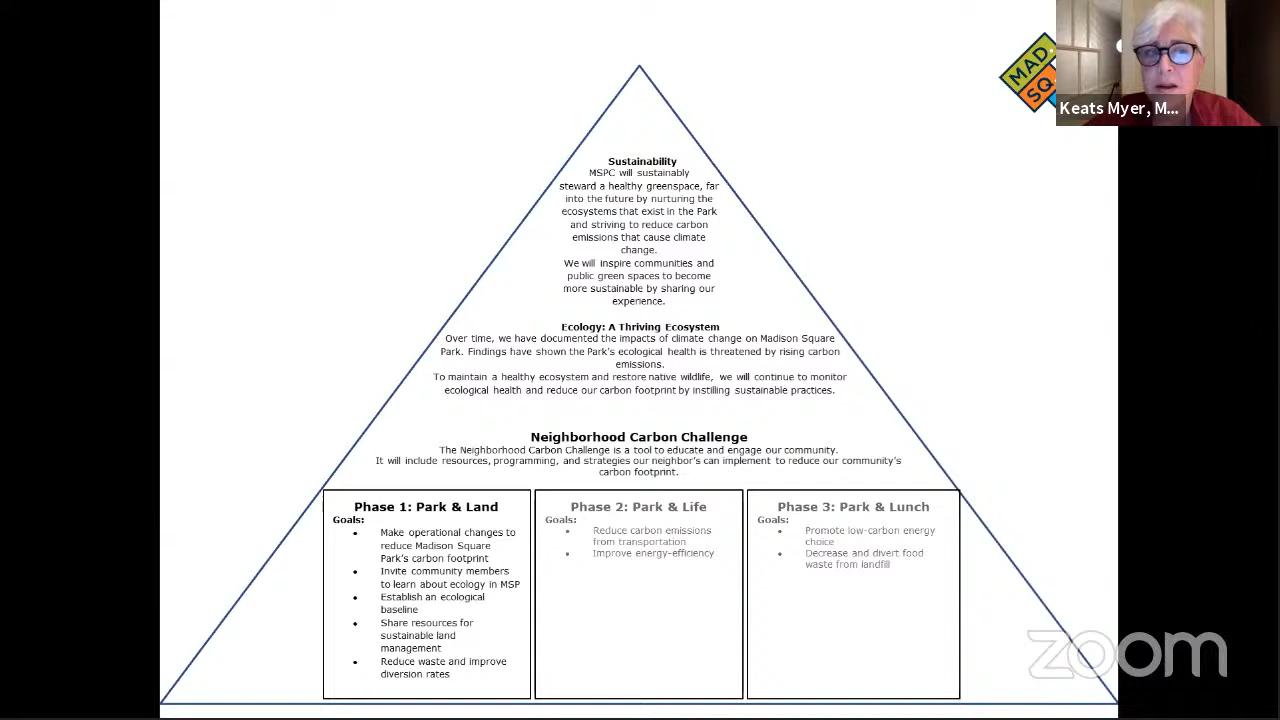 MAD.
SQ.
Keats Myer, M...
Sustainability
MSPC will sustainably
steward a healthy greenspace, far
into the future by nurturing the
ecosystems that exist in the Park
and striving to reduce carbon
emissions that cause climate
change.
We will inspire communities and
public green spaces to become
more sustainable by sharing our
experience.
Ecology: A Thriving Ecosystem
Over time, we have documented the impacts of climate change on Madison Square
Park. Findings have shown the Park's ecological health is threatened by rising carbon
emissions.
To maintain a healthy ecosystem and restore native wildlife, we will continue to monitor
ecological health and reduce our carbon footprint by instilling sustainable practices.
Neighborhood Carbon Challenge
The Neighborhood Carbon Challenge is a tool to educate and engage our community.
It will include resources, programming, and strategies our neighbor's can implement to reduce our community's
carbon footprint.
Phase 1: Park & Land
Goals:
• Make operational changes to
reduce Madison Square
Park's carbon footprint
• Invite community members
to learn about ecology in MSP
• Establish an ecological
baseline
• Share resources for
sustainable land
management
• Reduce waste and improve
diversion rates
Phase 2: Park & Life
Goals:
• Reduce carbon emissions
from transportation
• Improve energy-efficiency
Phase 3: Park & Lunch
Goals:
• Promote low-carbon energy
choice
• Decrease and divert food
waste from landfill
zoom